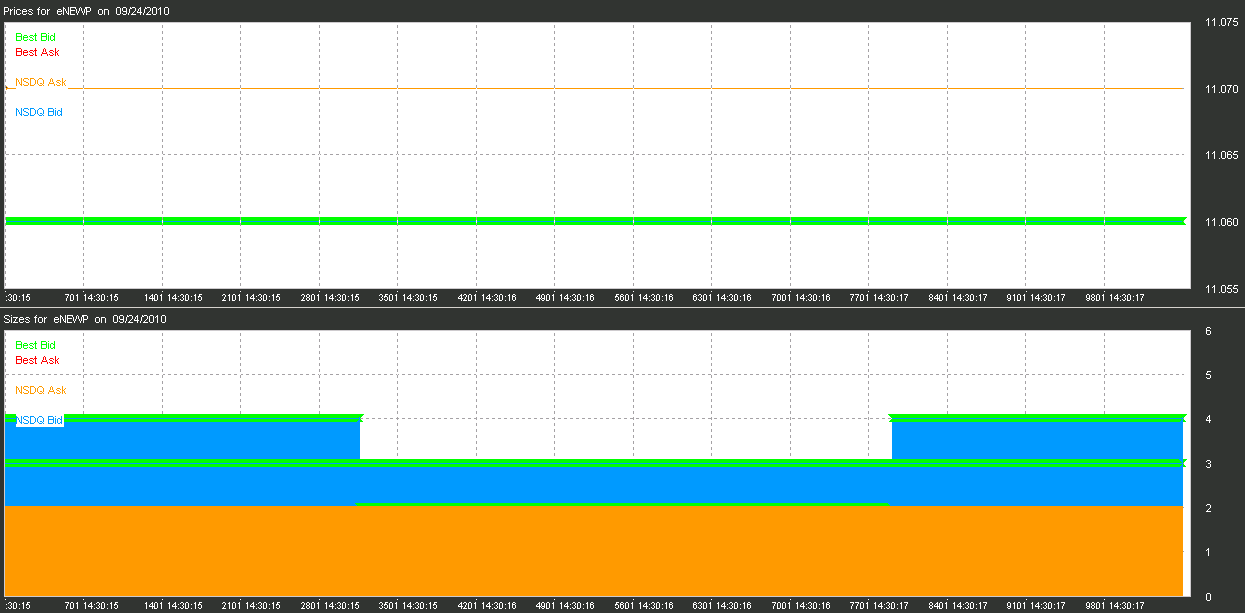 Prices for eNEWP on 09/24/2010
Best Bid
Best Ask
NSDQ Ask
NSDQ Bid
11.075
11.070
11.065
11.060
11.055
:30:15 701 14:30:15 1401 14:30:15 2101 14:30:15 2801 14:30:15 3501 14:30:15 4201 14:30:16 4901 14:30:16 5601 14:30:16 6301 14:30:16 7001 14:30:16 7701 14:30:17 8401 14:30:17 9101 14:30:17 9801 14:30:17
Sizes for eNEWP on 09/24/2010
Best Bid
Best Ask
NSDQ Ask
NSDQ Bid
6
5
4
3
2
1
0
:30:15 701 14:30:15 1401 14:30:15 2101 14:30:15 2801 14:30:15 3501 14:30:15 4201 14:30:16 4901 14:30:16 5601 14:30:16 6301 14:30:16 7001 14:30:16 7701 14:30:17 8401 14:30:17 9101 14:30:17 9801 14:30:17